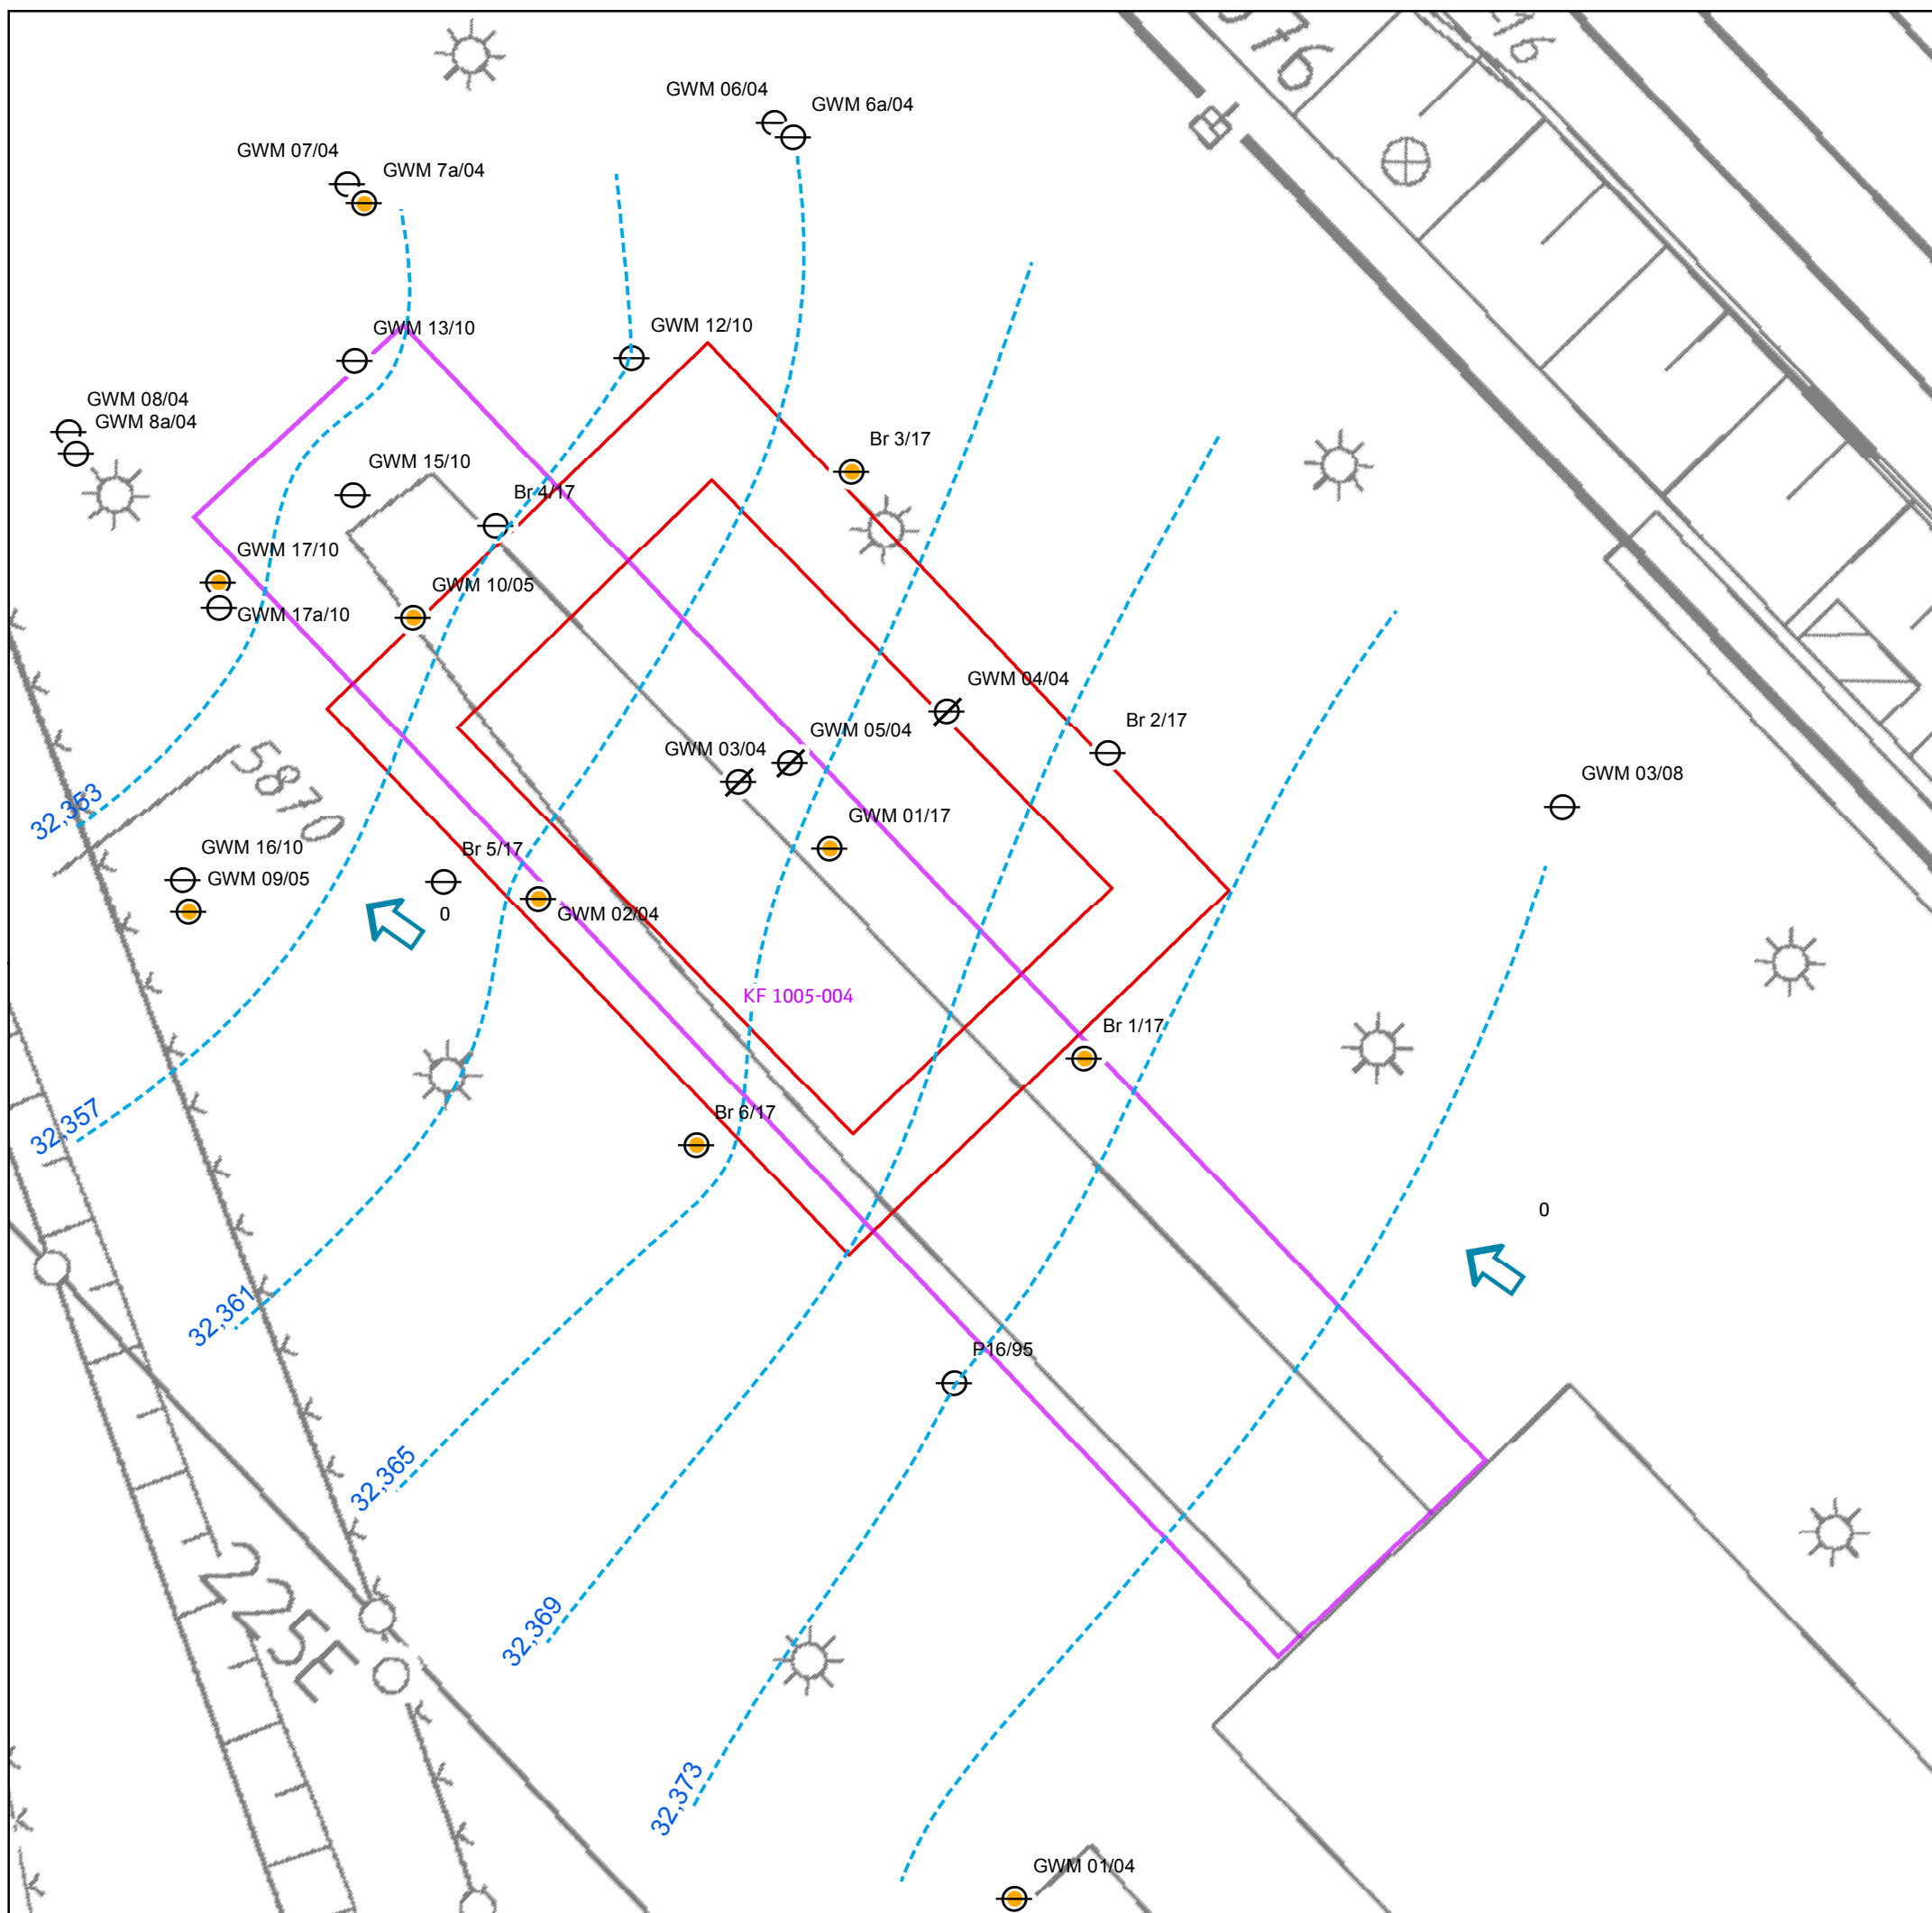 GWM 06/04
GWM 6a/04
GWM 07/04
GWM 7a/04
GWM 13/10
GWM 12/10
GWM 08/04
GWM 8a/04
Br 3/17
GWM 15/10
Br 4/17
GWM 17/10
GWM 10/05
GWM 17a/10
GWM 04/04
Br 2/17
GWM 05/04
GWM 03/04
GWM 03/08
32,353
5870
GWM 01/17
GWM 16/10
Br 5/17
GWM 09/05
0
GWM 02/04
KF 1005-004
Br 1/17
32,357
Br 6/17
0
32,361
P16/95
32,365
225E
32,369
32,373
GWM 01/04